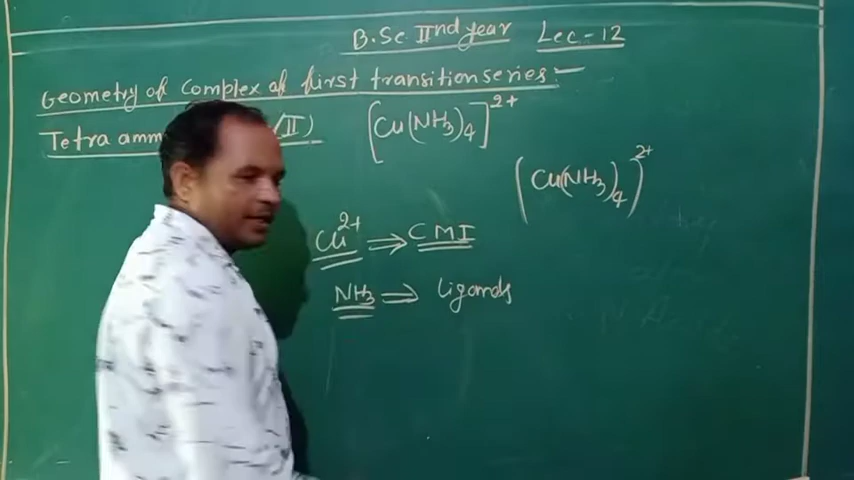 B.Sc IInd year Lec-12
Geometry of complex of first transition series:-
Tetra amm (II) [Cu(NH3)4]2+
(Cu(NH3)4)2+
Cu2+ ⇒ CMI
NH3 ⇒ ligands